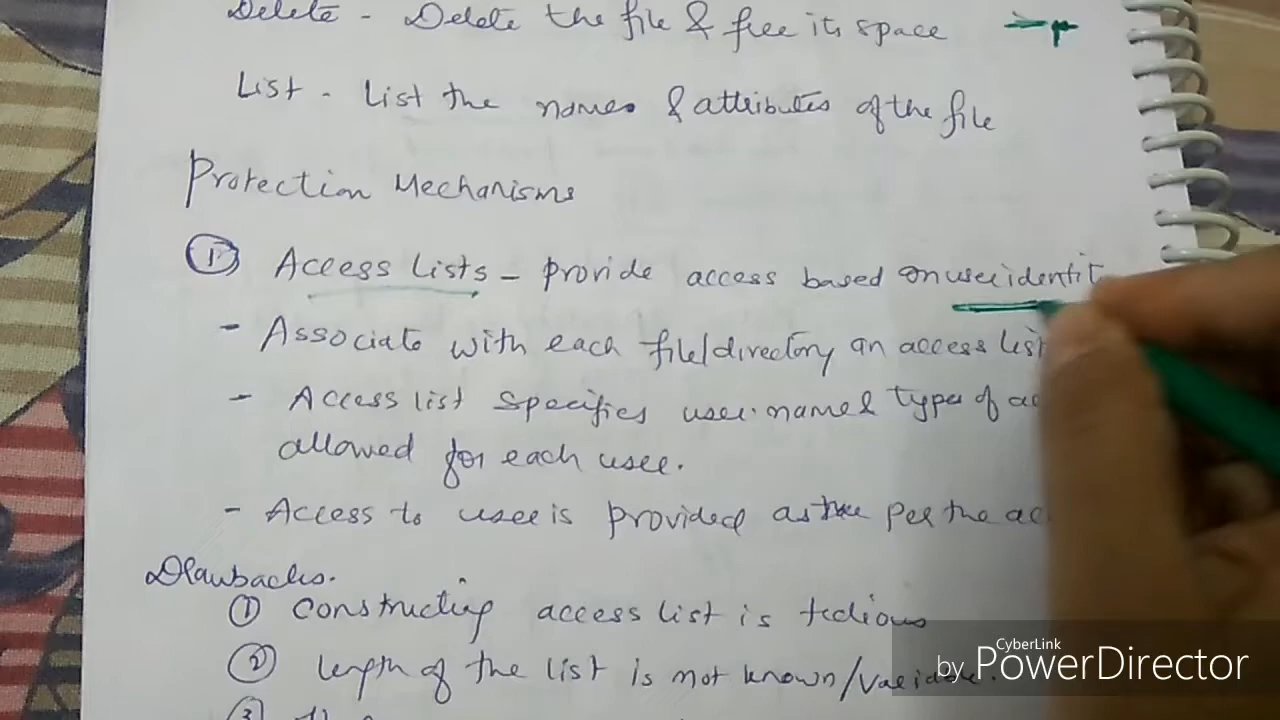 Delete - Delete the file & free its space
List - List the names & attributes of the file
Protection Mechanisms
① Access Lists - provide access based on user identit
- Associate with each file/directory an access list
- Access list specifies user name & types of ac
allowed for each user.
- Access to user is provided as the per the ac
Drawbacks.
① Constructing access list is tedious
② length of the list is not known/variable.
③
CyberLink
by PowerDirector